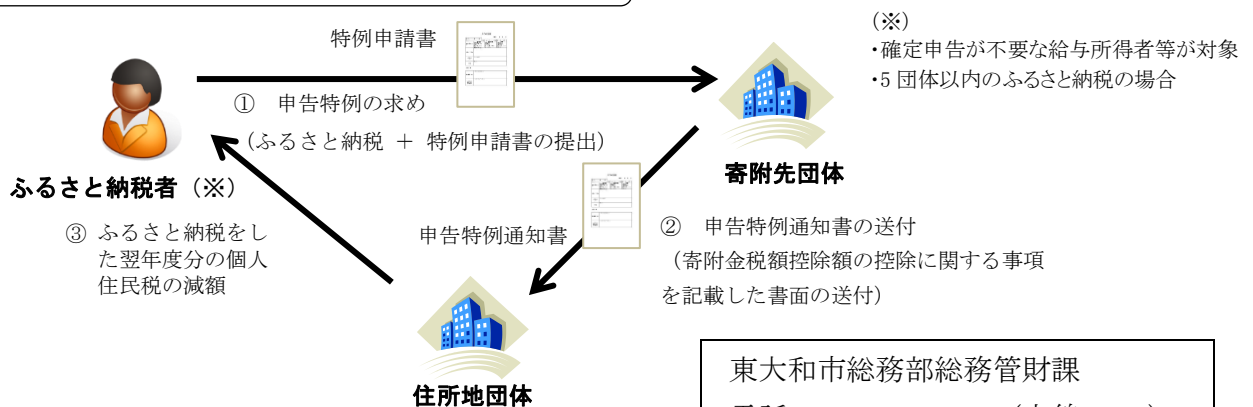 特例申請書
① 申告特例の求め
(ふるさと納税 + 特例申請書の提出)
(※)
・確定申告が不要な給与所得者等が対象
・5 団体以内のふるさと納税の場合
ふるさと納税者(※)
寄附先団体
③ ふるさと納税をし
た翌年度分の個人
住民税の減額
申告特例通知書
② 申告特例通知書の送付
(寄附金税額控除額の控除に関する事項
を記載した書面の送付)
住所地団体
東大和市総務部総務管財課